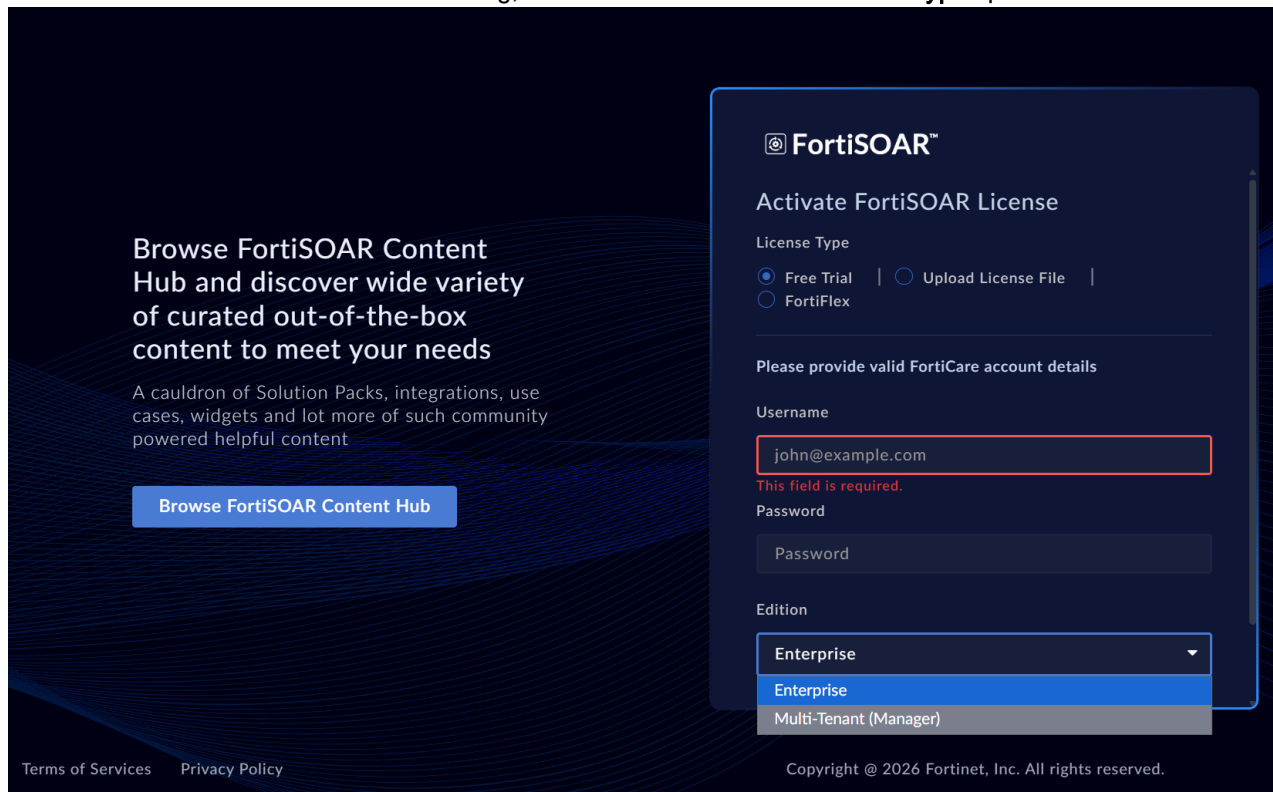 Browse FortiSOAR Content
Hub and discover wide variety
of curated out-of-the-box
content to meet your needs
A cauldron of Solution Packs, integrations, use
cases, widgets and lot more of such community
powered helpful content
Browse FortiSOAR Content Hub
FortiSOAR™
Activate FortiSOAR License
License Type
Free Trial | Upload License File |
FortiFlex
Please provide valid FortiCare account details
Username
john@example.com
This field is required.
Password
Password
Edition
Enterprise
Enterprise
Multi-Tenant (Manager)
Terms of Services Privacy Policy
Copyright @ 2026 Fortinet, Inc. All rights reserved.